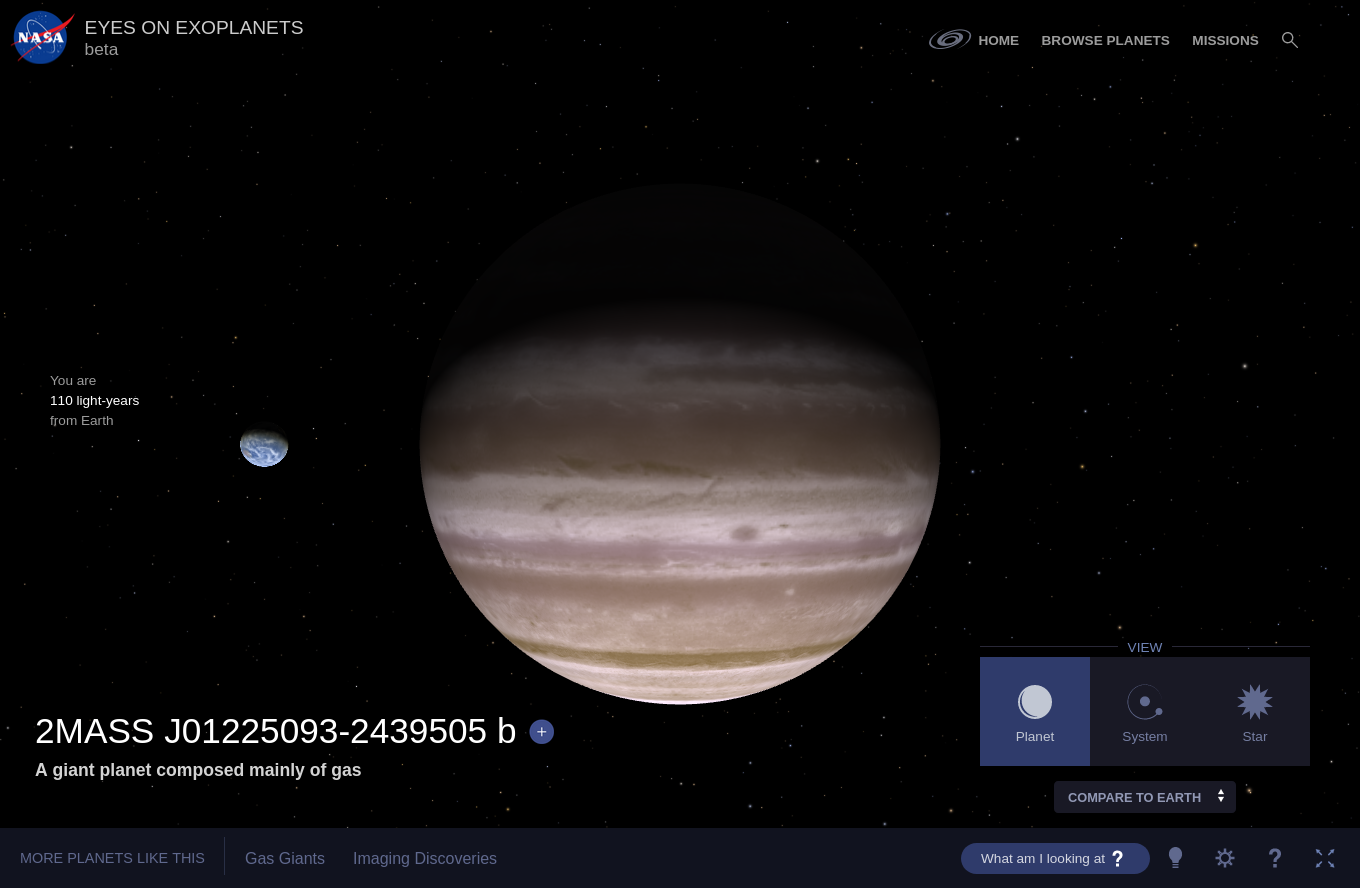 NASA
EYES ON EXOPLANETS
beta
HOME
BROWSE PLANETS
MISSIONS
You are
110 light-years
from Earth
VIEW
Planet
System
Star
2MASS J01225093-2439505 b +
A giant planet composed mainly of gas
COMPARE TO EARTH
MORE PLANETS LIKE THIS
Gas Giants
Imaging Discoveries
What am I looking at ?
?